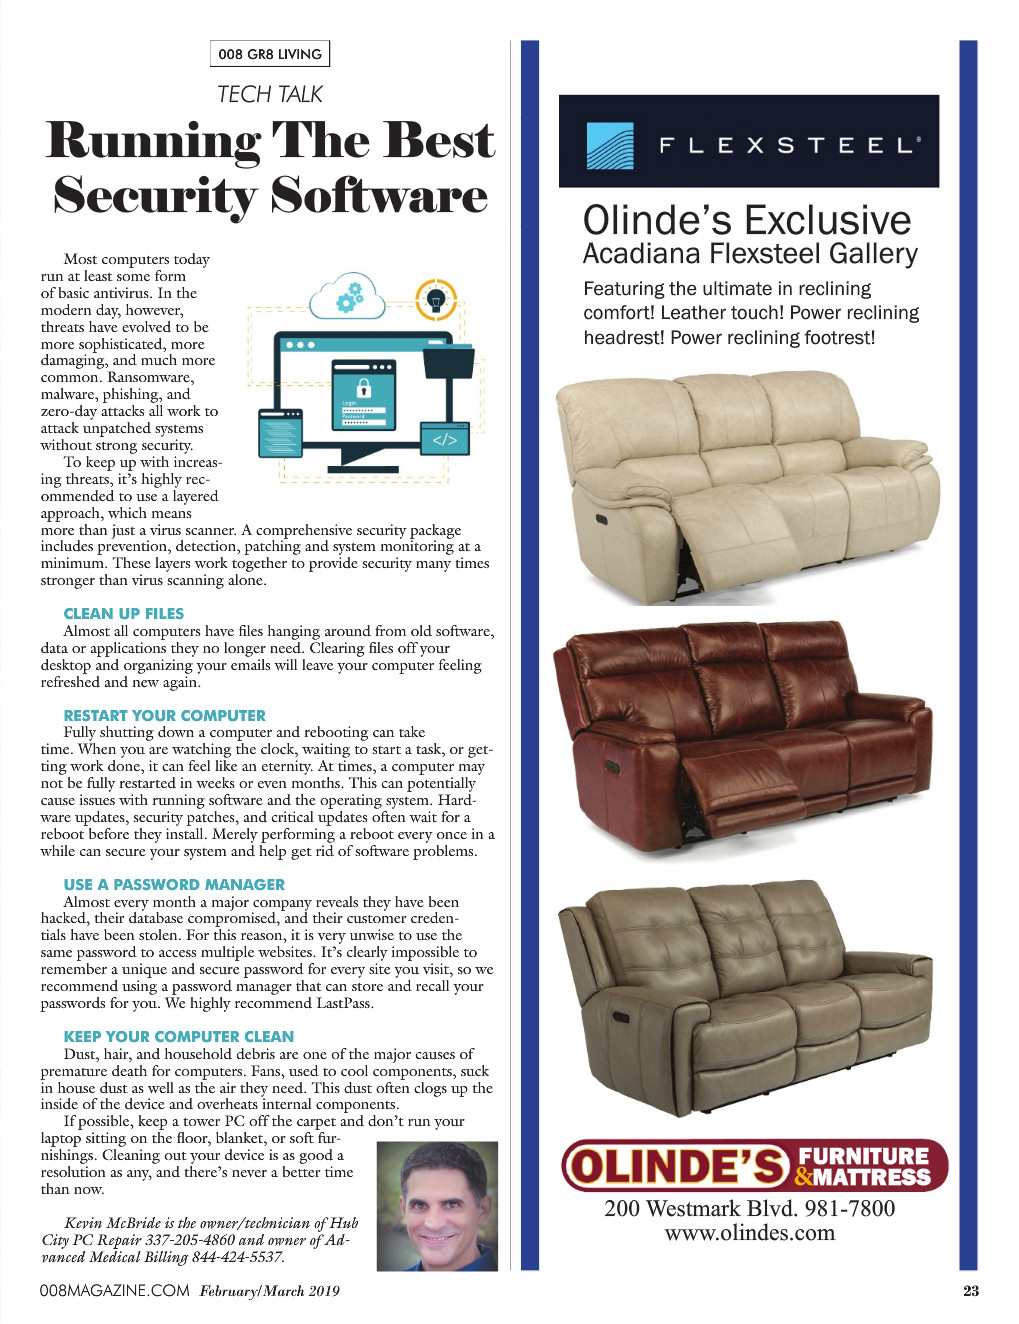 008 GR8 LIVING
TECH TALK
Running The Best
Security Software
Most computers today
run at least some form
of basic antivirus. In the
modern day, however,
threats have evolved to be
more sophisticated, more
damaging, and much more
common. Ransomware,
malware, phishing, and
zero-day attacks all work to
attack unpatched systems
without strong security.
To keep up with increas-
ing threats, it's highly rec-
ommended to use a layered
approach, which means
more than just a virus scanner. A comprehensive security package
includes prevention, detection, patching and system monitoring at a
minimum. These layers work together to provide security many times
stronger than virus scanning alone.
Login
Password
</>
CLEAN UP FILES
Almost all computers have files hanging around from old software,
data or applications they no longer need. Clearing files off your
desktop and organizing your emails will leave your computer feeling
refreshed and new again.
RESTART YOUR COMPUTER
Fully shutting down a computer and rebooting can take
time. When you are watching the clock, waiting to start a task, or get-
ting work done, it can feel like an eternity. At times, a computer may
not be fully restarted in weeks or even months. This can potentially
cause issues with running software and the operating system. Hard-
ware updates, security patches, and critical updates often wait for a
reboot before they install. Merely performing a reboot every once in a
while can secure your system and help get rid of software problems.
USE A PASSWORD MANAGER
Almost every month a major company reveals they have been
hacked, their database compromised, and their customer creden-
tials have been stolen. For this reason, it is very unwise to use the
same password to access multiple websites. It's clearly impossible to
remember a unique and secure password for every site you visit, so we
recommend using a password manager that can store and recall your
passwords for you. We highly recommend LastPass.
KEEP YOUR COMPUTER CLEAN
Dust, hair, and household debris are one of the major causes of
premature death for computers. Fans, used to cool components, suck
in house dust as well as the air they need. This dust often clogs up the
inside of the device and overheats internal components.
If possible, keep a tower PC off the carpet and don't run your
laptop sitting on the floor, blanket, or soft fur-
nishings. Cleaning out your device is as good a
resolution as any, and there's never a better time
than now.
Kevin McBride is the owner/technician of Hub
City PC Repair 337-205-4860 and owner of Ad-
vanced Medical Billing 844-424-5537.
FLEXSTEEL®
Olinde's Exclusive
Acadiana Flexsteel Gallery
Featuring the ultimate in reclining
comfort! Leather touch! Power reclining
headrest! Power reclining footrest!
OLINDE'S FURNITURE
&MATTRESS
200 Westmark Blvd. 981-7800
www.olindes.com
008MAGAZINE.COM February/March 2019
23